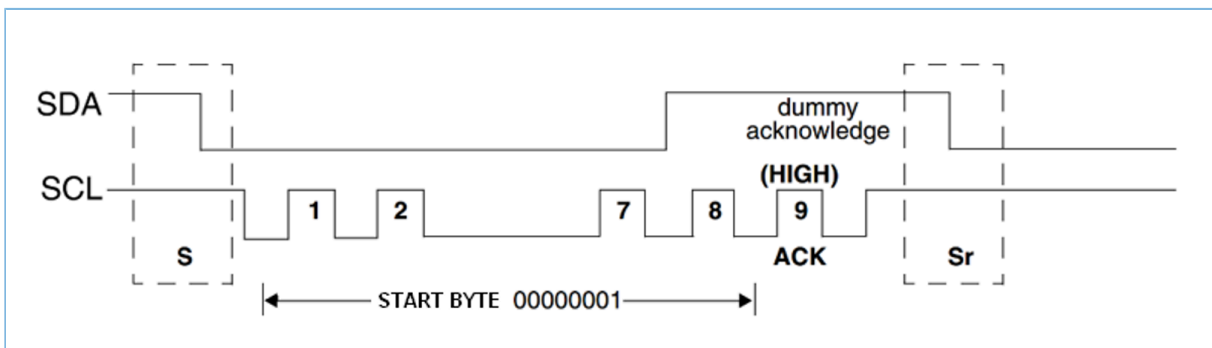 SDA
dummy
acknowledge
SCL
(HIGH)
1
2
7
8
9
S
ACK
Sr
START BYTE 00000001